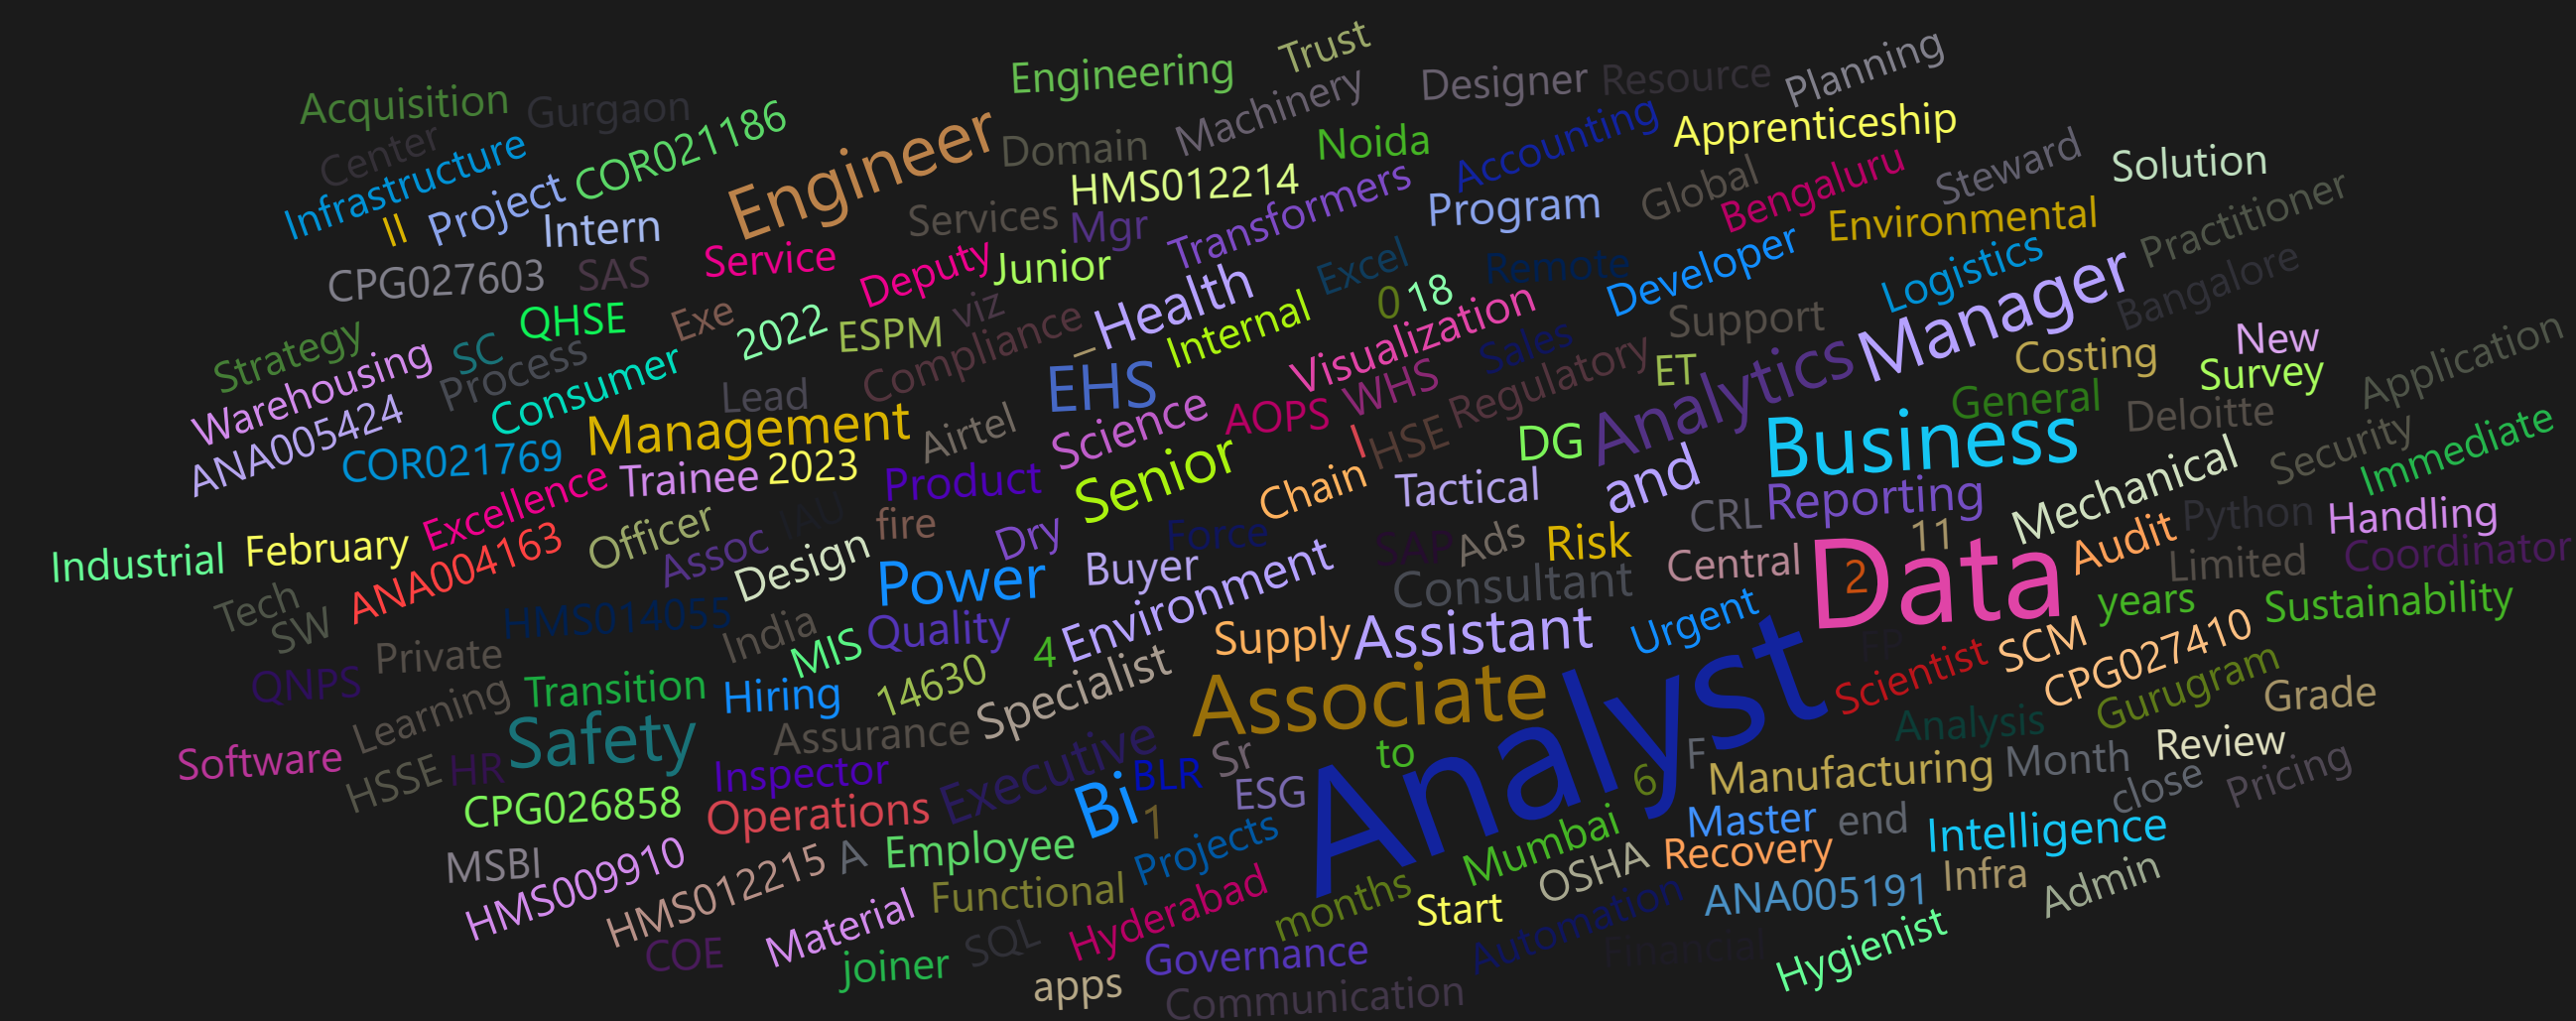 Trust
Engineering
Planning
Designer
Resource
Acquisition
Gurgaon
Machinery
Center
Infrastructure
COR021186
Engineer
Domain
Noida
Accounting
Apprenticeship
II
Project
Intern
Services
HMS012214
Mgr
Transformers
Program
Global
Bengaluru
Steward
Solution
Environmental
Practitioner
CPG027603
SAS
Service
Deputy
Junior
Excel
Remote
Developer
Logistics
Manager
Bangalore
Strategy
QHSE
Exe
2022
ESPM
viz
_
Health
Internal
0
18
Visualization
Sales
Support
Costing
New
Application
Warehousing
SC
Process
Consumer
Lead
Compliance
EHS
WHS
Regulatory
ET
Analytics
General
Survey
ANA005424
COR021769
Management
Airtel
Science
AOPS
I
HSE
DG
Business
Deloitte
Security
Immediate
Excellence
Trainee
2023
Product
Senior
Chain
Tactical
and
CRL
Reporting
Mechanical
Industrial
February
ANA004163
Officer
Assoc
IAU
Design
fire
Dry
Force
SAP
Ads
Risk
11
Audit
Python
Handling
Tech
SW
HMS014055
Power
Buyer
Environment
Consultant
Central
Data
2
Limited
Coordinator
QNPS
Private
India
MIS
Quality
4
Supply
Assistant
Urgent
FP
years
Sustainability
Learning
Transition
Hiring
14630
Specialist
Associate
Analyst
Scientist
SCM
CPG027410
Gurugram
Grade
Software
HSSE
HR
Safety
Assurance
Executive
Sr
to
F
Analysis
Review
Inspector
Bi
BLR
ESG
6
Manufacturing
Month
close
Pricing
CPG026858
Operations
1
Projects
Mumbai
Master
end
Intelligence
MSBI
HMS009910
HMS012215
A
Employee
Functional
Hyderabad
months
OSHA
Recovery
ANA005191
Infra
Admin
COE
Material
joiner
SQL
Governance
Start
Automation
Financial
Hygienist
apps
Communication